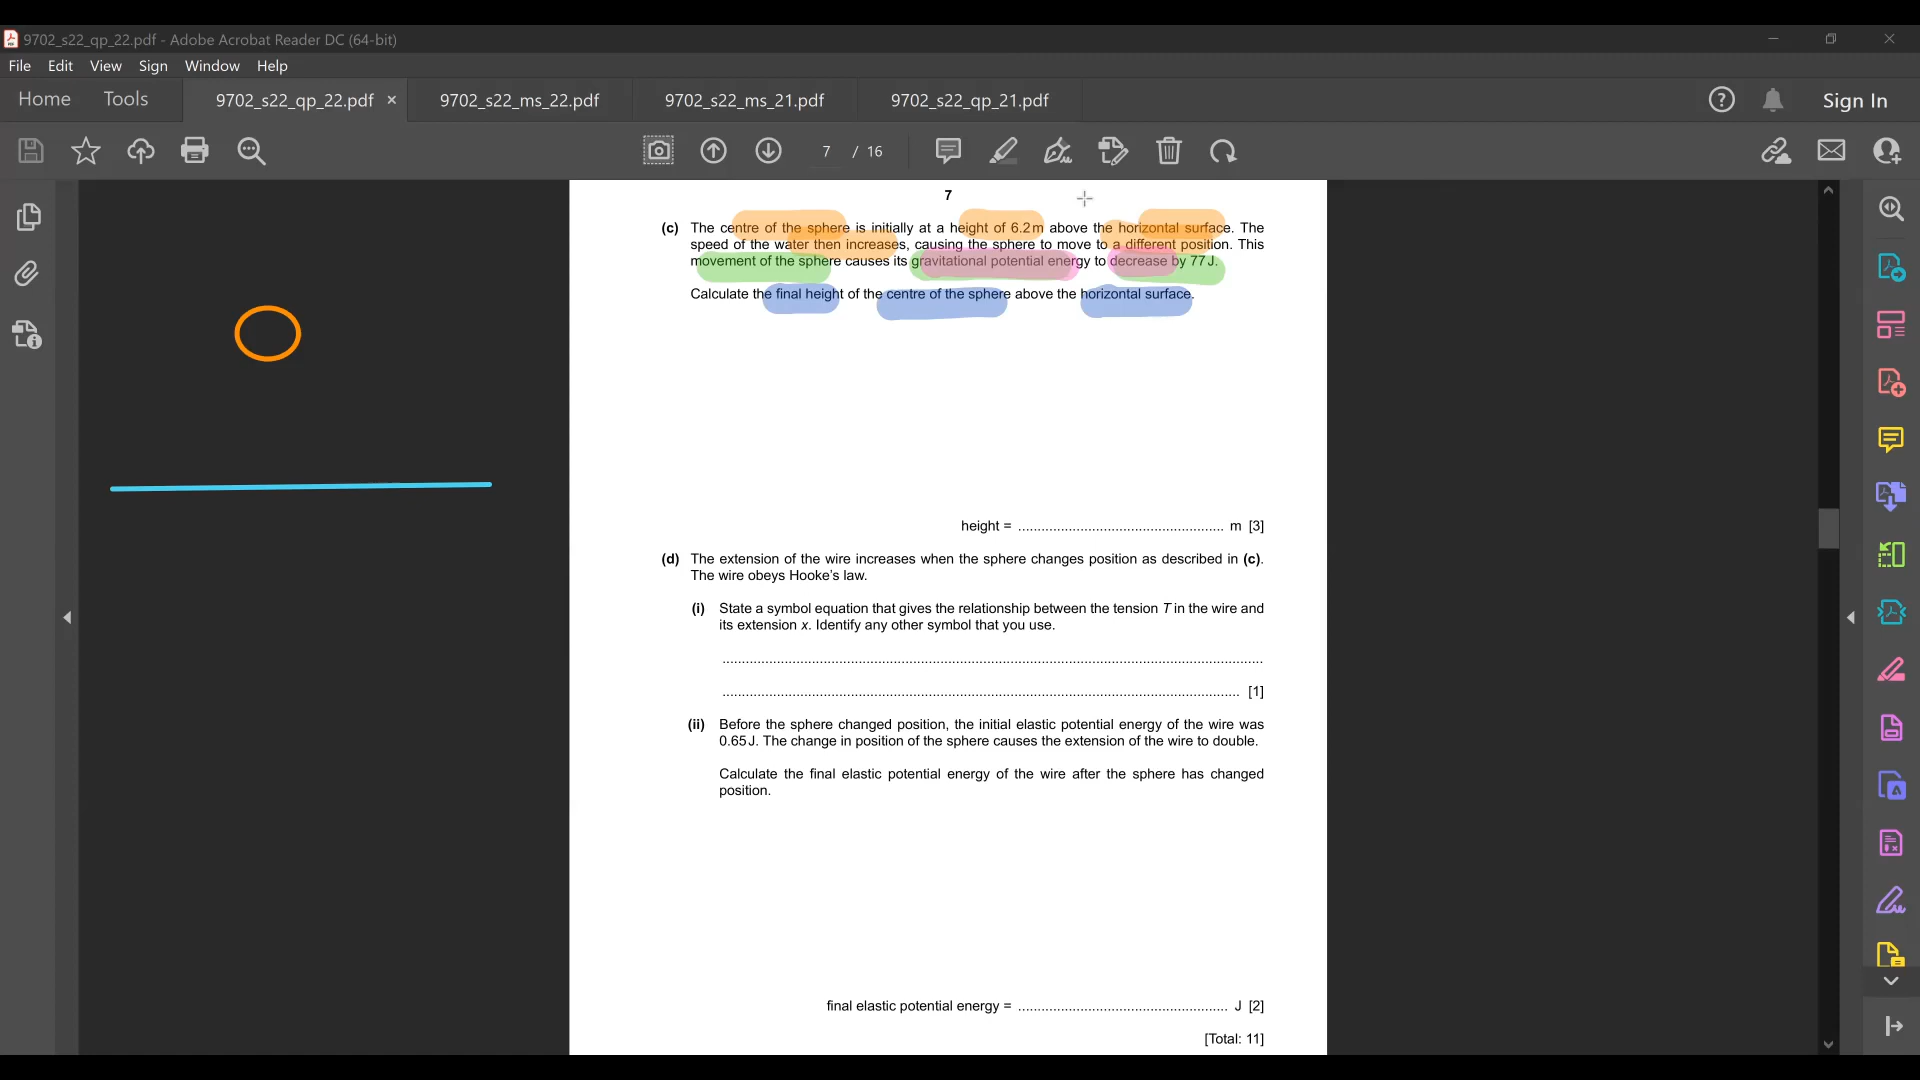 9702_s22_qp_22.pdf - Adobe Acrobat Reader DC (64-bit)
File Edit View Sign Window Help
Home Tools 9702_s22_qp_22.pdf × 9702_s22_ms_22.pdf 9702_s22_ms_21.pdf 9702_s22_qp_21.pdf Sign In
7 / 16
7
(c) The centre of the sphere is initially at a height of 6.2 m above the horizontal surface. The
speed of the water then increases, causing the sphere to move to a different position. This
movement of the sphere causes its gravitational potential energy to decrease by 77 J.
Calculate the final height of the centre of the sphere above the horizontal surface.
height = .................................................... m [3]
(d) The extension of the wire increases when the sphere changes position as described in (c).
The wire obeys Hooke's law.
(i) State a symbol equation that gives the relationship between the tension T in the wire and
its extension x. Identify any other symbol that you use.
...........................................................................................................................................
..................................................................................................................................... [1]
(ii) Before the sphere changed position, the initial elastic potential energy of the wire was
0.65 J. The change in position of the sphere causes the extension of the wire to double.
Calculate the final elastic potential energy of the wire after the sphere has changed
position.
final elastic potential energy = ...................................................... J [2]
[Total: 11]